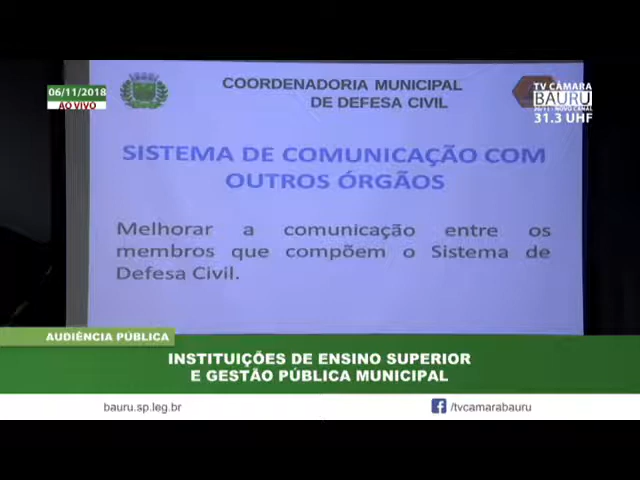 06/11/2018
AO VIVO
COORDENADORIA MUNICIPAL
DE DEFESA CIVIL
TV CÂMARA
BAURU
31.3 UHF
SISTEMA DE COMUNICAÇÃO COM
OUTROS ÓRGÃOS
Melhorar a comunicação entre os
membros que compõem o Sistema de
Defesa Civil.
AUDIÊNCIA PÚBLICA
INSTITUIÇÕES DE ENSINO SUPERIOR
E GESTÃO PÚBLICA MUNICIPAL
bauru.sp.leg.br
/tvcamarabauru